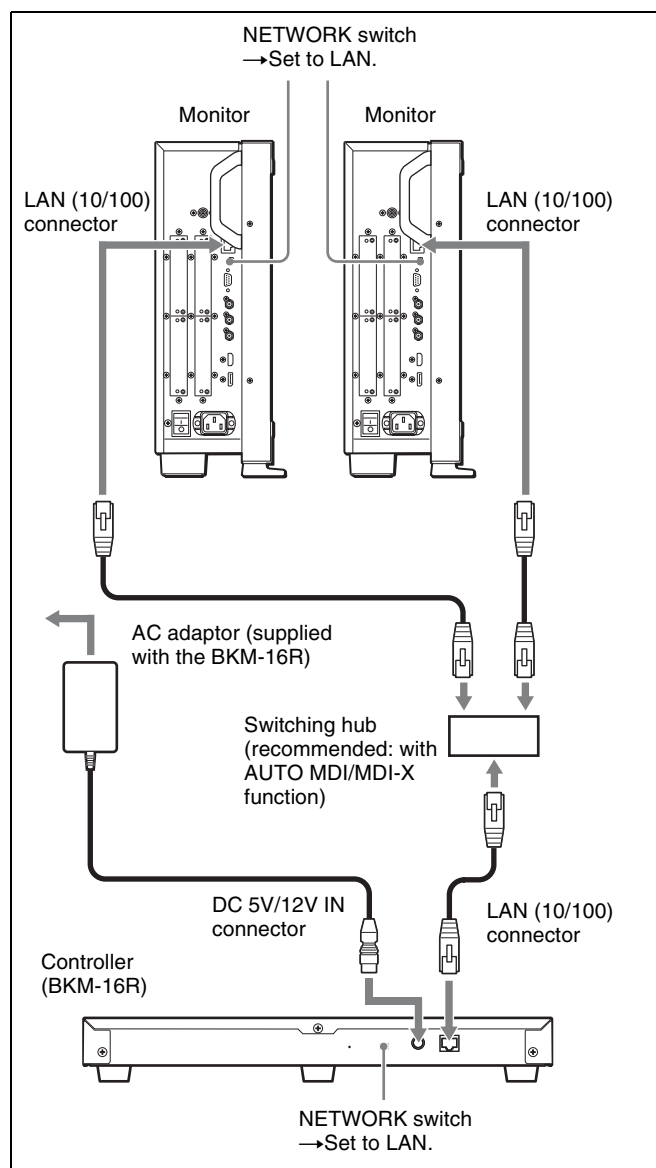 NETWORK switch
→Set to LAN.
Monitor
Monitor
LAN (10/100)
connector
LAN (10/100)
connector
AC adaptor (supplied
with the BKM-16R)
Switching hub
(recommended: with
AUTO MDI/MDI-X
function)
DC 5V/12V IN
connector
LAN (10/100)
connector
Controller
(BKM-16R)
NETWORK switch
→Set to LAN.